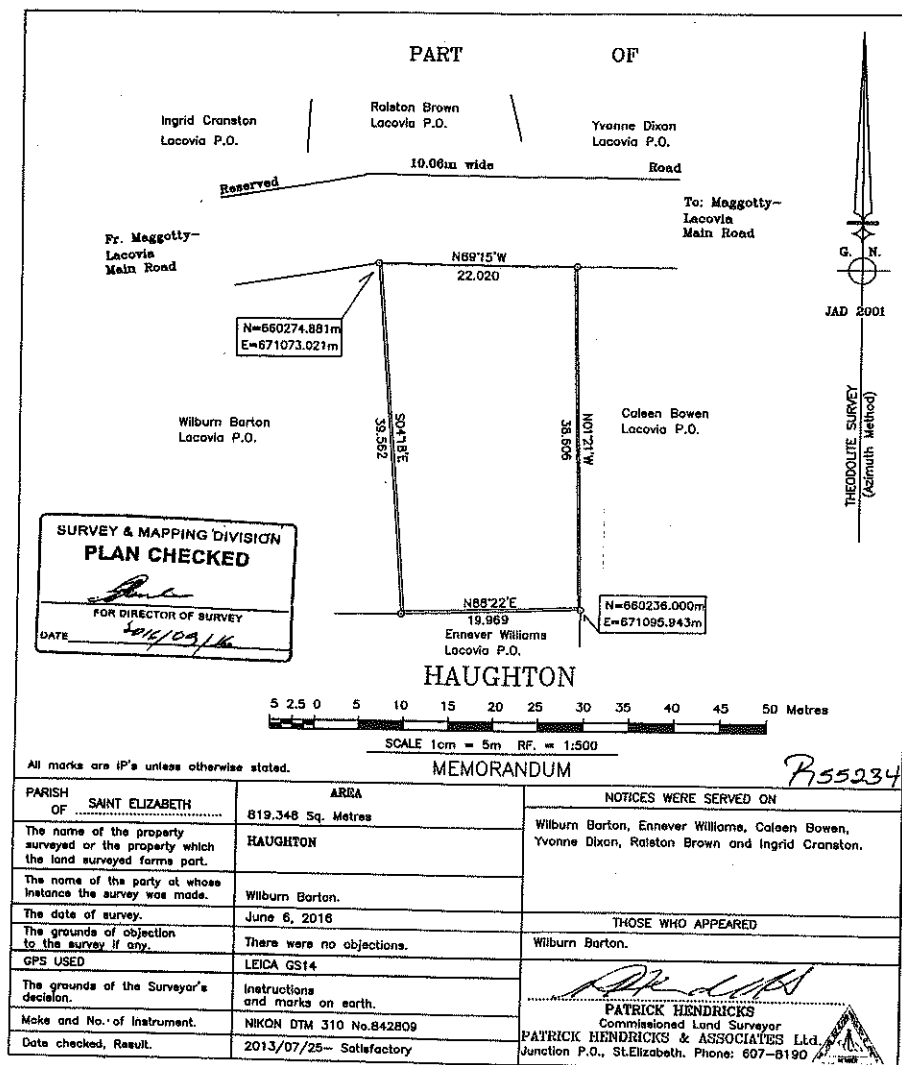 PART OF
Ingrid Cranston
Lacovia P.O.
Ralston Brown
Lacovia P.O.
Yvonne Dixon
Lacovia P.O.
Reserved 10.06m wide Road
Fr. Maggotty-
Lacovia
Main Road
To: Maggotty-
Lacovia
Main Road
G. N.
JAD 2001
THEODOLITE SURVEY
(Azimuth Method)
N89°15'W
22.020
N=660274.881m
E=671073.021m
Wilburn Barton
Lacovia P.O.
S04°18'E
39.562
N01°21'W
38.606
Caleen Bowen
Lacovia P.O.
SURVEY & MAPPING DIVISION
PLAN CHECKED
FOR DIRECTOR OF SURVEY
DATE 2016/09/16
N88°22'E
19.969
Ennever Williams
Lacovia P.O.
N=660236.000m
E=671095.943m
HAUGHTON
5 2.5 0 5 10 15 20 25 30 35 40 45 50 Metres
SCALE 1cm = 5m RF. = 1:500
All marks are IP's unless otherwise stated.
MEMORANDUM
R55234
PARISH
OF SAINT ELIZABETH
AREA
819.348 Sq. Metres
NOTICES WERE SERVED ON
Wilburn Barton, Ennever Williams, Caleen Bowen,
Yvonne Dixon, Ralston Brown and Ingrid Cranston.
The name of the property
surveyed or the property which
the land surveyed forms part.
HAUGHTON
The name of the party at whose
instance the survey was made.
Wilburn Barton.
The date of survey.
June 6, 2016
THOSE WHO APPEARED
The grounds of objection
to the survey if any.
There were no objections.
Wilburn Barton.
GPS USED
LEICA GS14
The grounds of the Surveyor's
decision.
Instructions
and marks on earth.
Make and No. of Instrument.
NIKON DTM 310 No.842809
Date checked, Result.
2013/07/25- Satisfactory
PATRICK HENDRICKS
Commissioned Land Surveyor
PATRICK HENDRICKS & ASSOCIATES Ltd.
Junction P.O., St.Elizabeth. Phone: 607-8190